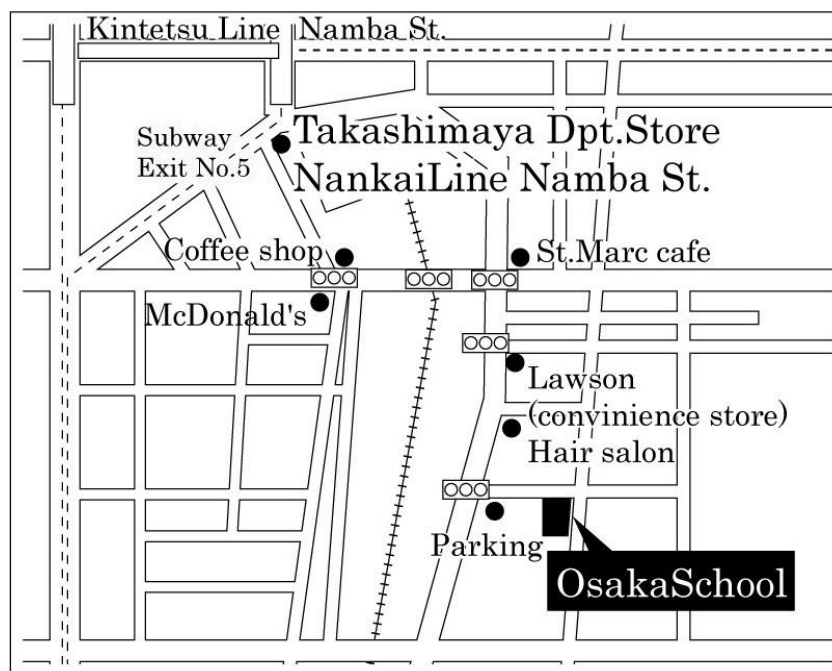 Kintetsu Line Namba St.
Subway
Exit No.5
Takashimaya Dpt.Store
NankaiLine Namba St.
Coffee shop
St.Marc cafe
McDonald's
Lawson
(convinience store)
Hair salon
Parking
OsakaSchool